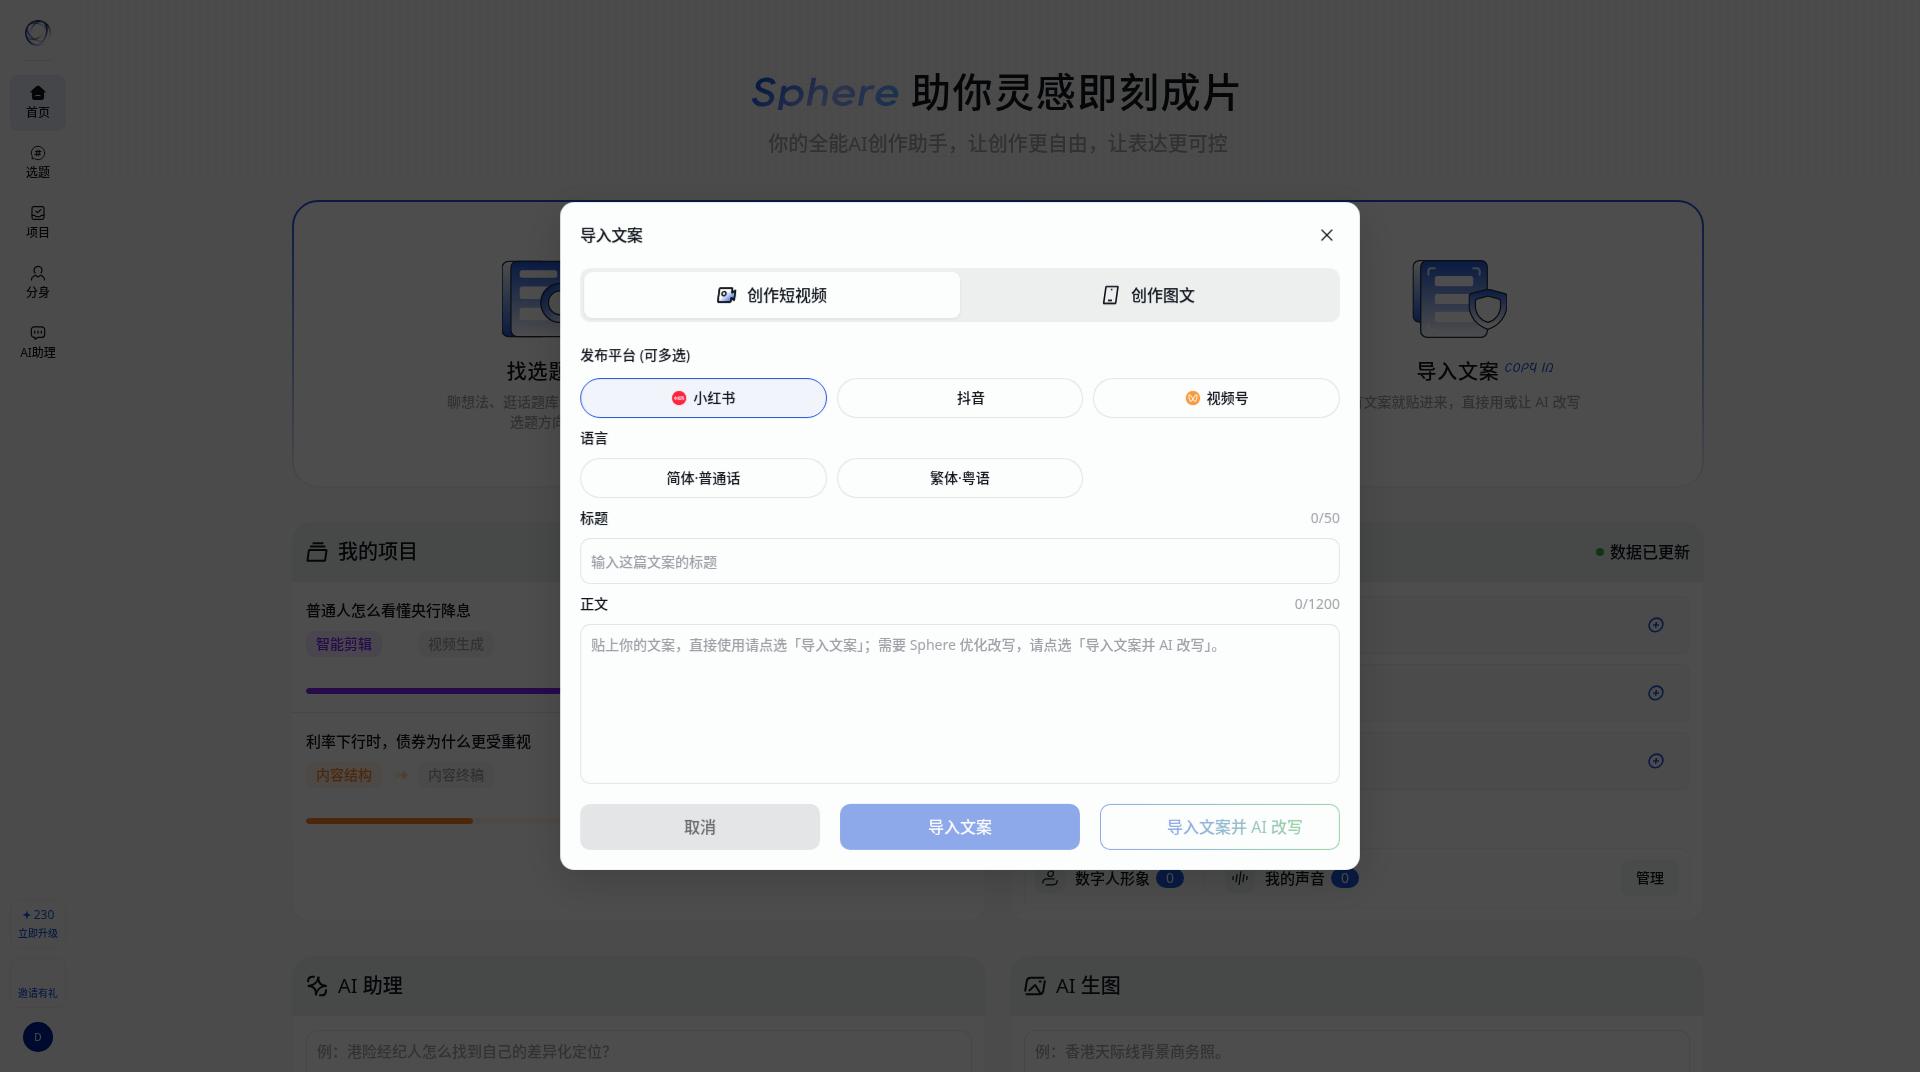 首页
选题
项目
分身
AI助理
230
立即升级
邀请有礼
D
Sphere 助你灵感即刻成片
你的全能AI创作助手，让创作更自由，让表达更可控
找选题
聊想法、逛话题库
选题方向
导入文案 COPY IN
文案就贴进来，直接用或让 AI 改写
导入文案
创作短视频
创作图文
发布平台 (可多选)
小红书
抖音
视频号
语言
简体·普通话
繁体·粤语
标题
0/50
输入这篇文案的标题
正文
0/1200
贴上你的文案，直接使用请点选「导入文案」；需要 Sphere 优化改写，请点选「导入文案并 AI 改写」。
取消
导入文案
导入文案并 AI 改写
我的项目
普通人怎么看懂央行降息
智能剪辑
视频生成
利率下行时，债券为什么更受重视
内容结构
内容终稿
数据已更新
数字人形象 0
我的声音 0
管理
AI 助理
例：港险经纪人怎么找到自己的差异化定位？
AI 生图
例：香港天际线背景商务照。